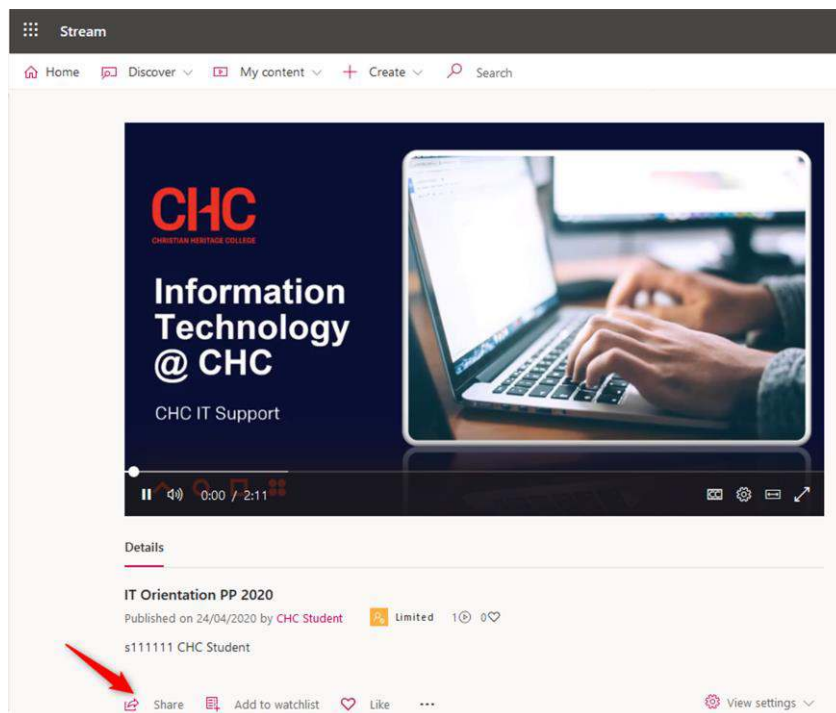 Stream
Home Discover My content Create Search
CHC
CHRISTIAN HERITAGE COLLEGE
Information
Technology
@ CHC
CHC IT Support
0:00 / 2:11
CC
Details
IT Orientation PP 2020
Published on 24/04/2020 by CHC Student Limited 1 0
s111111 CHC Student
Share Add to watchlist Like ... View settings